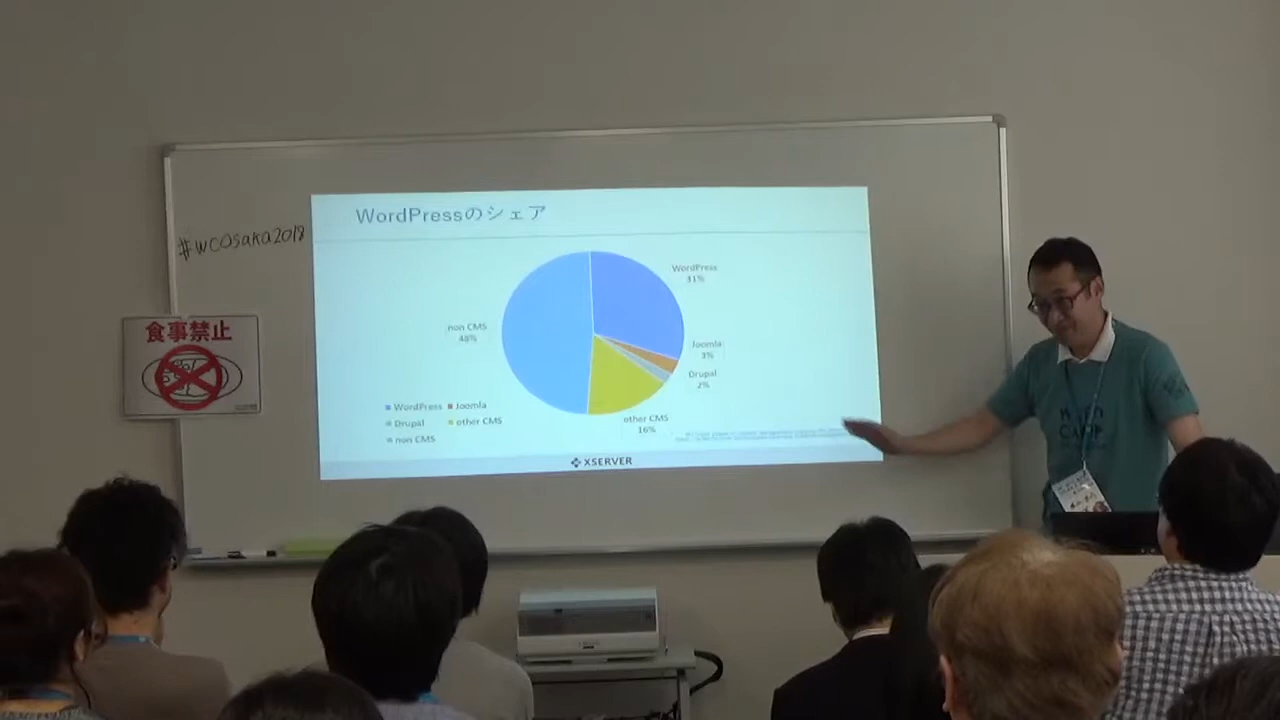 WordPressのシェア
#WCOsaka2018
食事禁止
WordPress
31%
non CMS
48%
Joomla
3%
Drupal
2%
other CMS
16%
WordPress Joomla
Drupal other CMS
non CMS
XSERVER